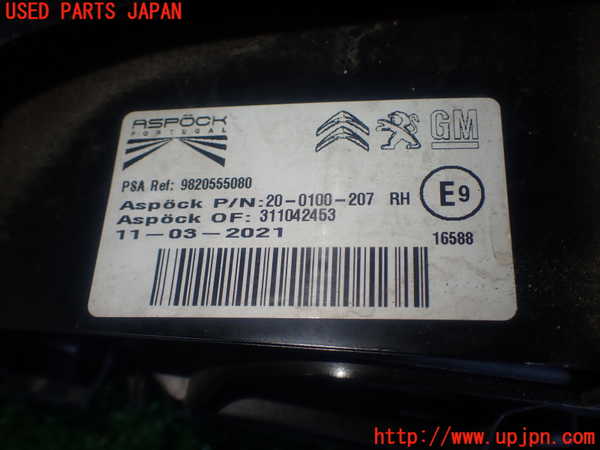 USED PARTS JAPAN
ASPÖCK
PORTUGAL
GM
PSA Ref: 9820555080
Aspöck P/N:20-0100-207 RH
E9
Aspöck OF: 311042453
11-03-2021
16588
http://www.upjpn.com/